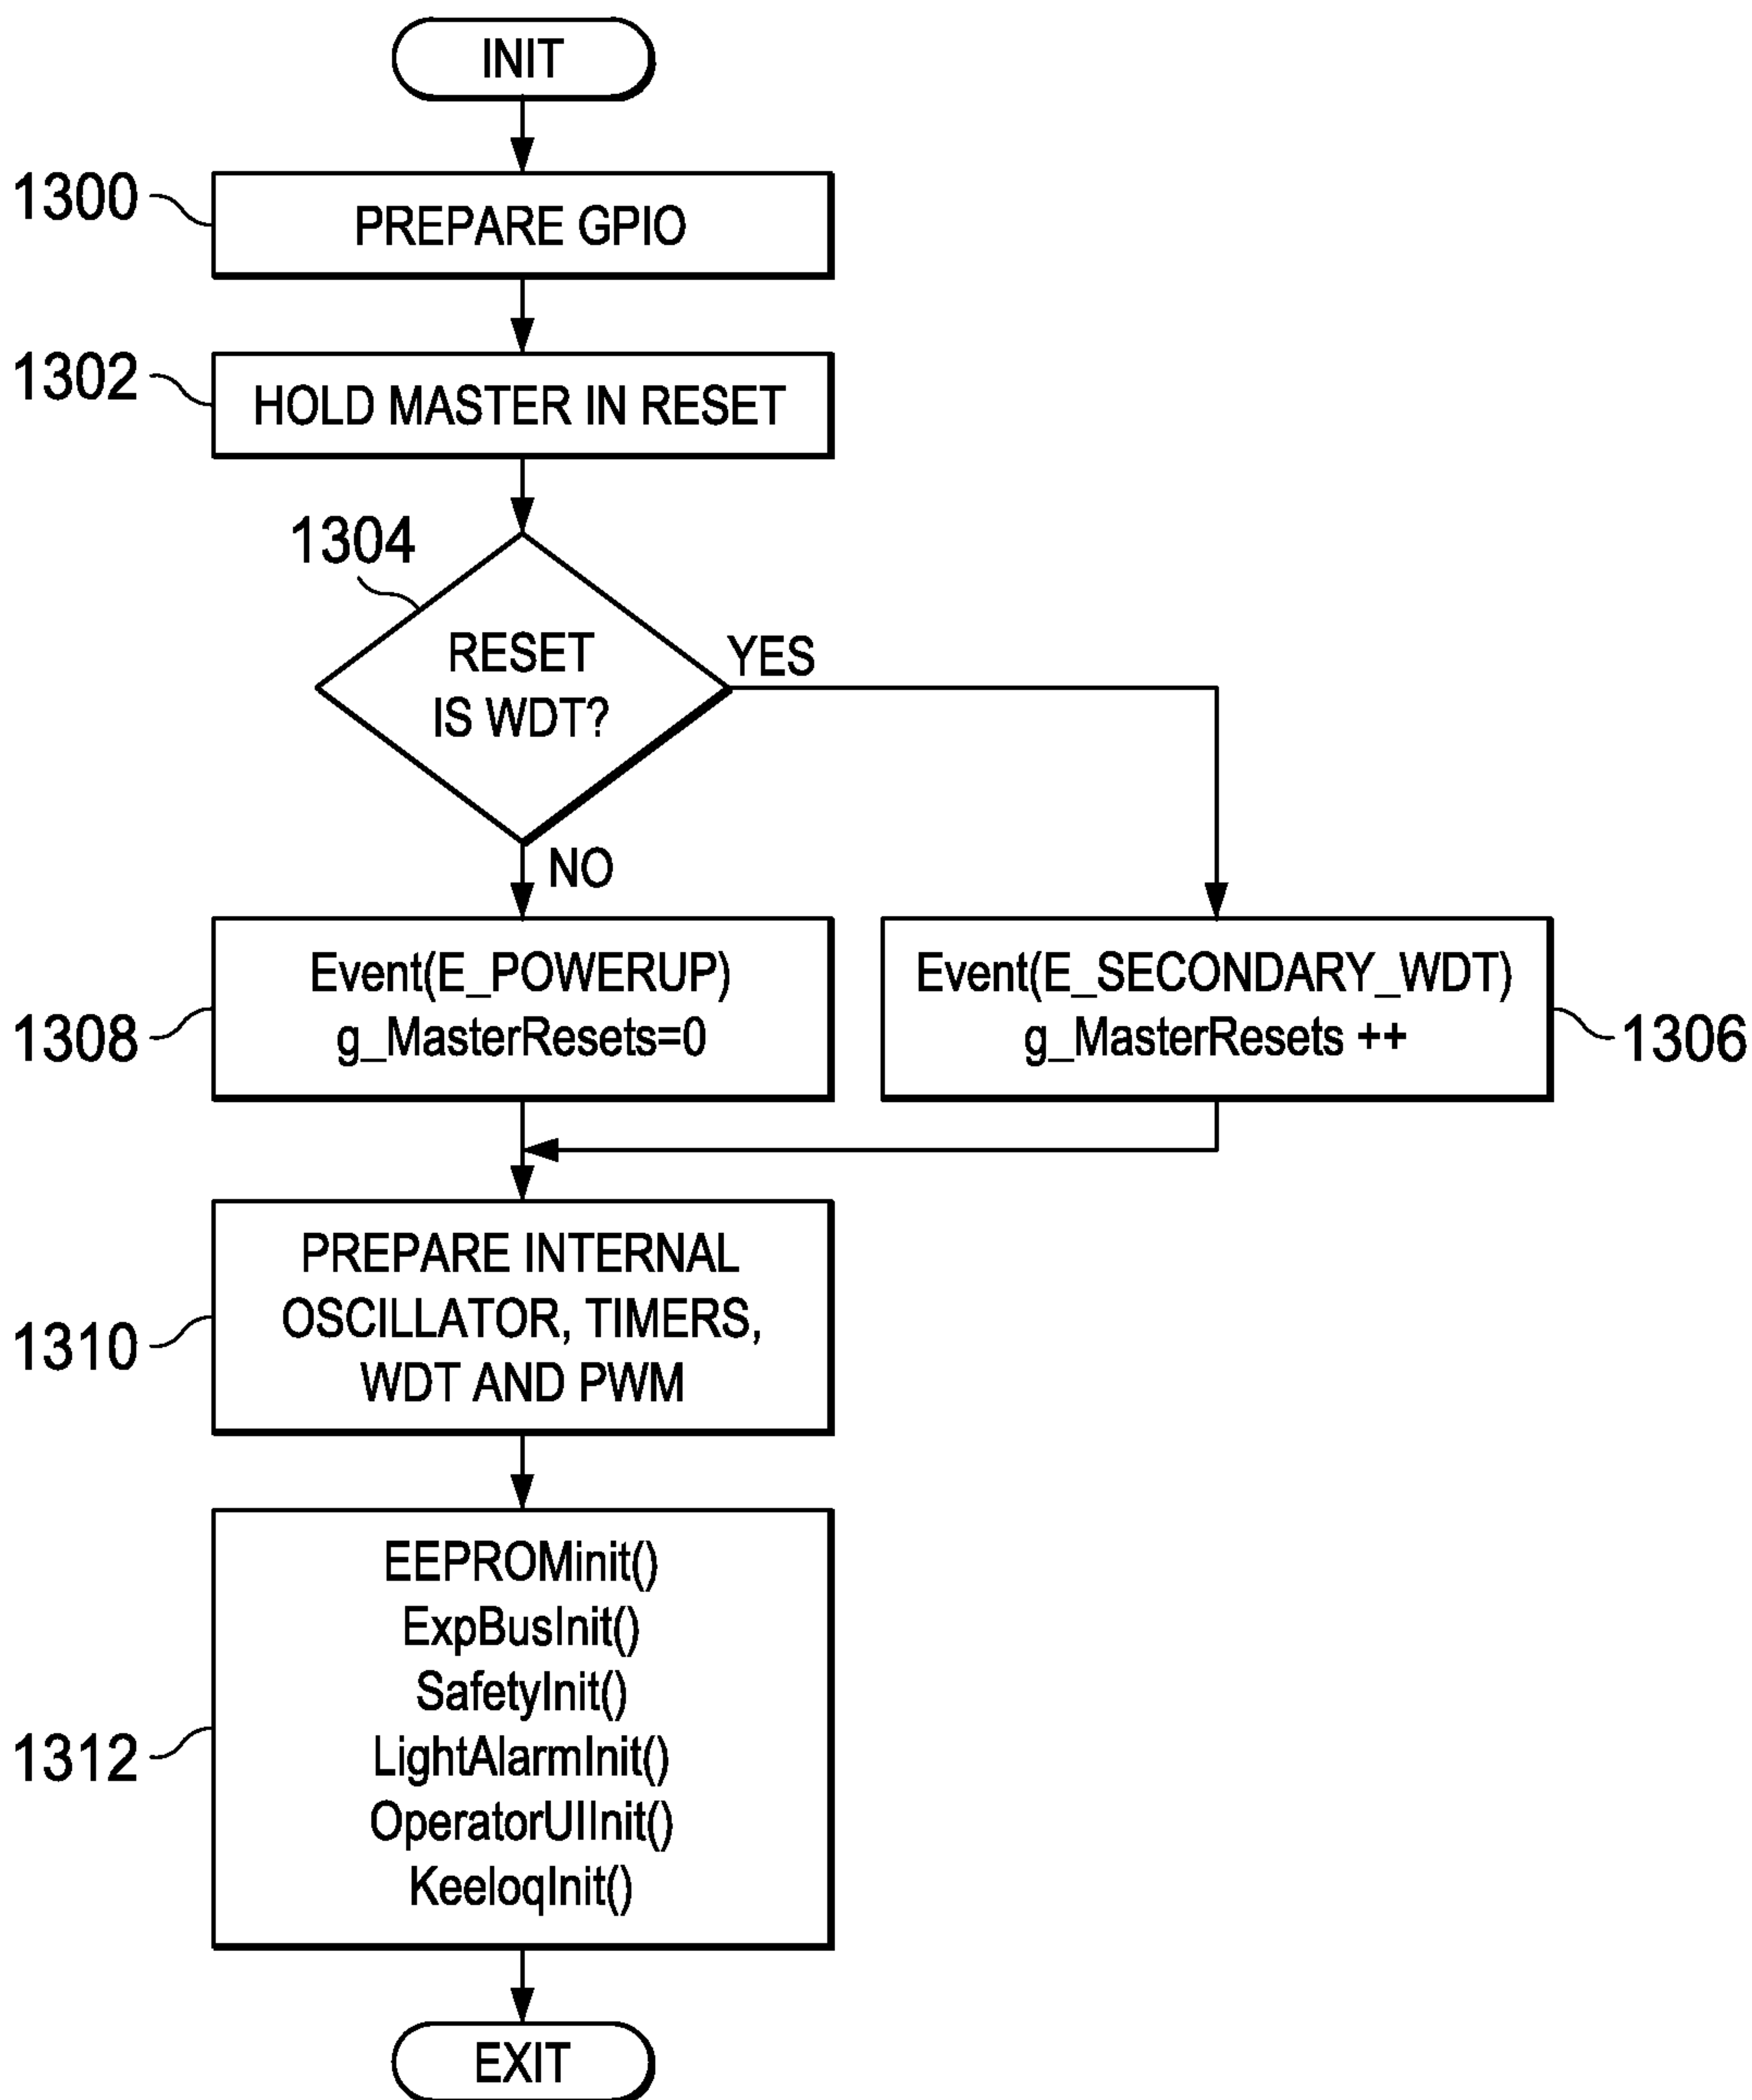 INIT
1300
PREPARE GPIO
1302
HOLD MASTER IN RESET
1304
RESET
IS WDT?
YES
NO
Event(E_POWERUP)
g_MasterResets=0
1308
Event(E_SECONDARY_WDT)
g_MasterResets ++
1306
PREPARE INTERNAL
OSCILLATOR, TIMERS,
WDT AND PWM
1310
EEPROMinit()
ExpBusInit()
SafetyInit()
LightAlarmInit()
OperatorUIInit()
KeeloqInit()
1312
EXIT